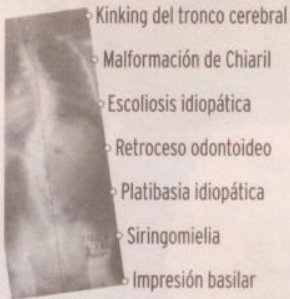 Kinking del tronco cerebral
Malformación de Chiaril
Escoliosis idiopática
Retroceso odontoideo
Platibasia idiopática
Siringomielia
Impresión basilar